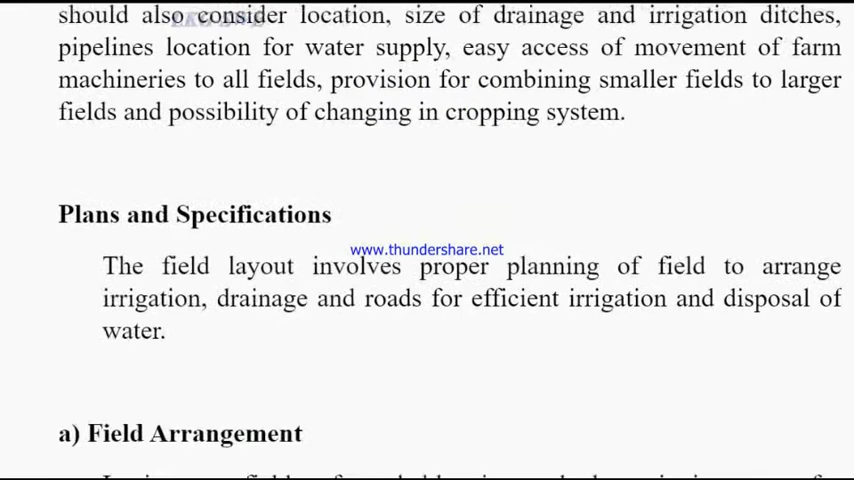 should also consider location, size of drainage and irrigation ditches,
pipelines location for water supply, easy access of movement of farm
machineries to all fields, provision for combining smaller fields to larger
fields and possibility of changing in cropping system.
Plans and Specifications
www.thundershare.net
The field layout involves proper planning of field to arrange
irrigation, drainage and roads for efficient irrigation and disposal of
water.
a) Field Arrangement